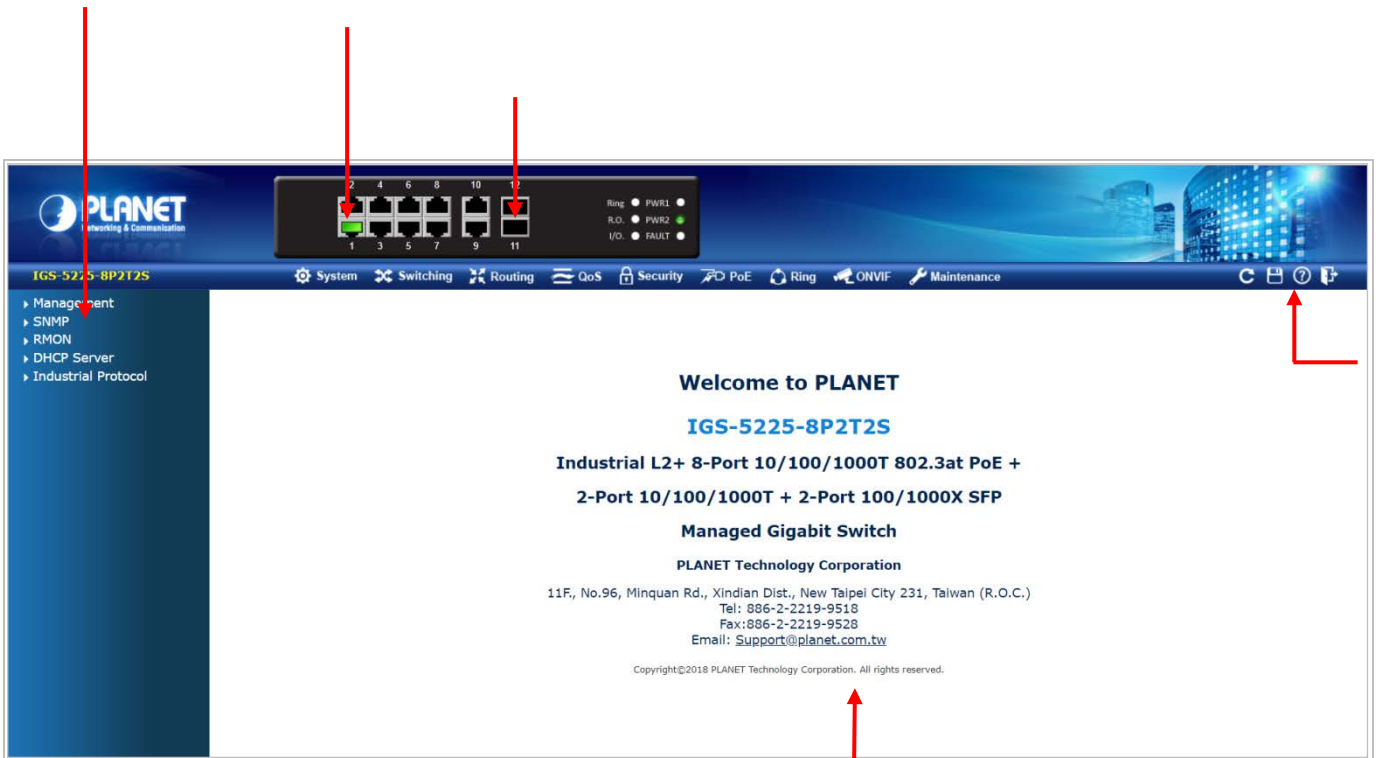 2 4 6 8 10 12
PLANET
Networking & Communication
Ring PWR1
R.O. PWR2
I/O. FAULT
1 3 5 7 9 11
IGS-5225-8P2T2S
System Switching Routing QoS Security PoE Ring ONVIF Maintenance
Management
SNMP
RMON
DHCP Server
Industrial Protocol
Welcome to PLANET
IGS-5225-8P2T2S
Industrial L2+ 8-Port 10/100/1000T 802.3at PoE +
2-Port 10/100/1000T + 2-Port 100/1000X SFP
Managed Gigabit Switch
PLANET Technology Corporation
11F., No.96, Minquan Rd., Xindian Dist., New Taipei City 231, Taiwan (R.O.C.)
Tel: 886-2-2219-9518
Fax:886-2-2219-9528
Email: Support@planet.com.tw
Copyright©2018 PLANET Technology Corporation. All rights reserved.